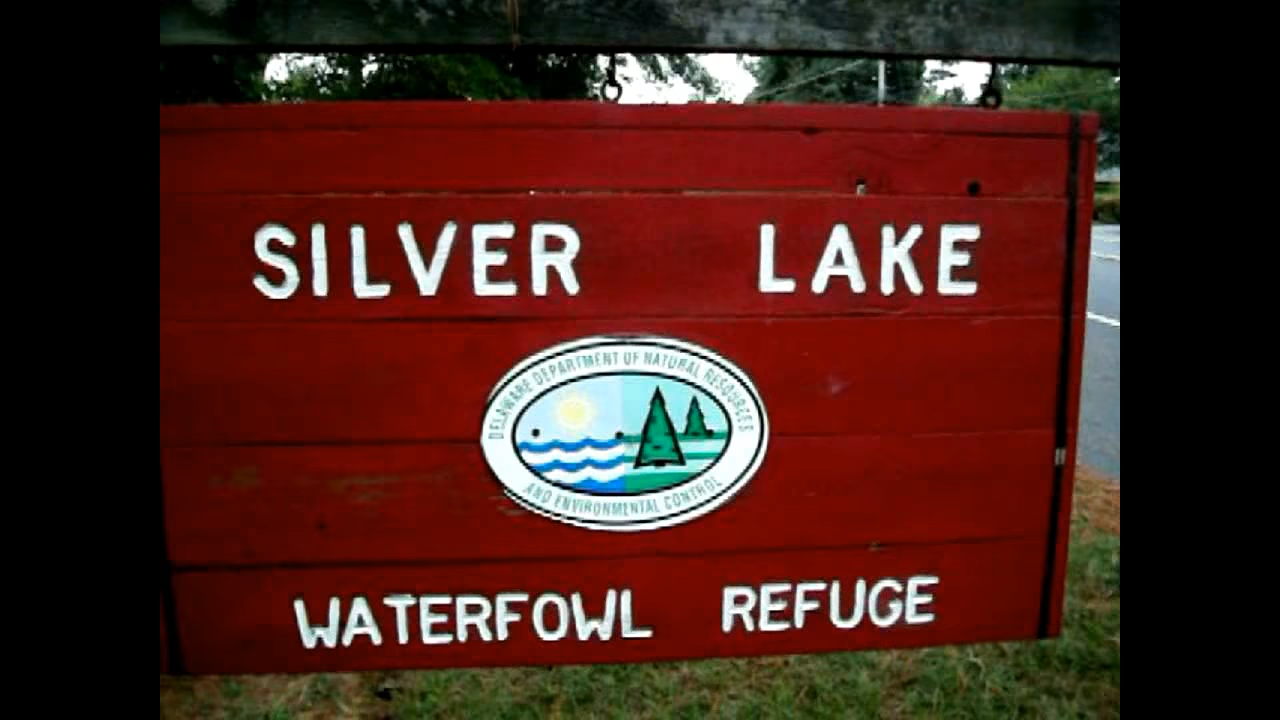 SILVER LAKE
DELAWARE DEPARTMENT OF NATURAL RESOURCES
AND ENVIRONMENTAL CONTROL
WATERFOWL REFUGE